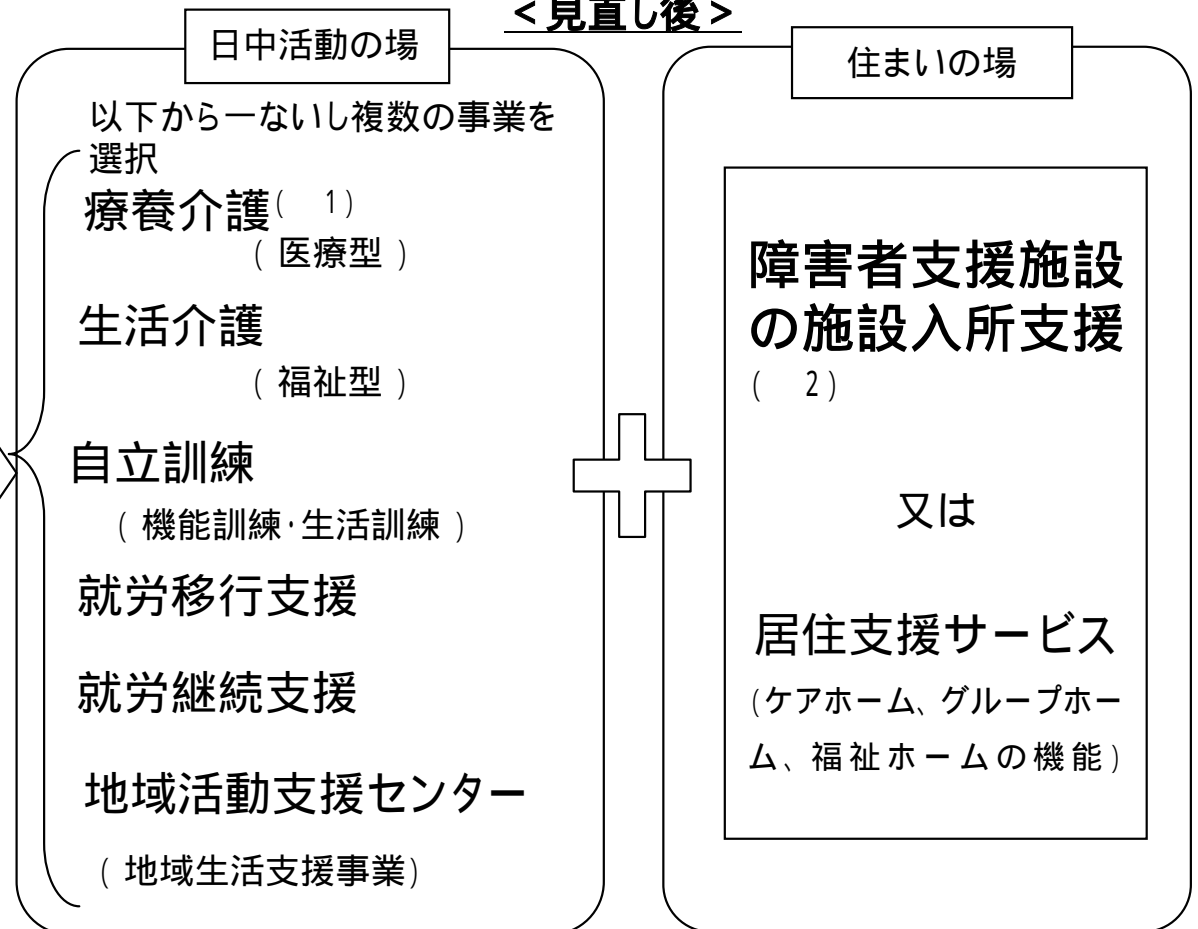 <見直し後>
日中活動の場
以下から一ないし複数の事業を
選択
療養介護( 1)
(医療型)
生活介護
(福祉型)
自立訓練
(機能訓練・生活訓練)
就労移行支援
就労継続支援
地域活動支援センター
(地域生活支援事業)
住まいの場
障害者支援施設
の施設入所支援
( 2)
又は
居住支援サービス
(ケアホーム、グループホー
ム、福祉ホームの機能)